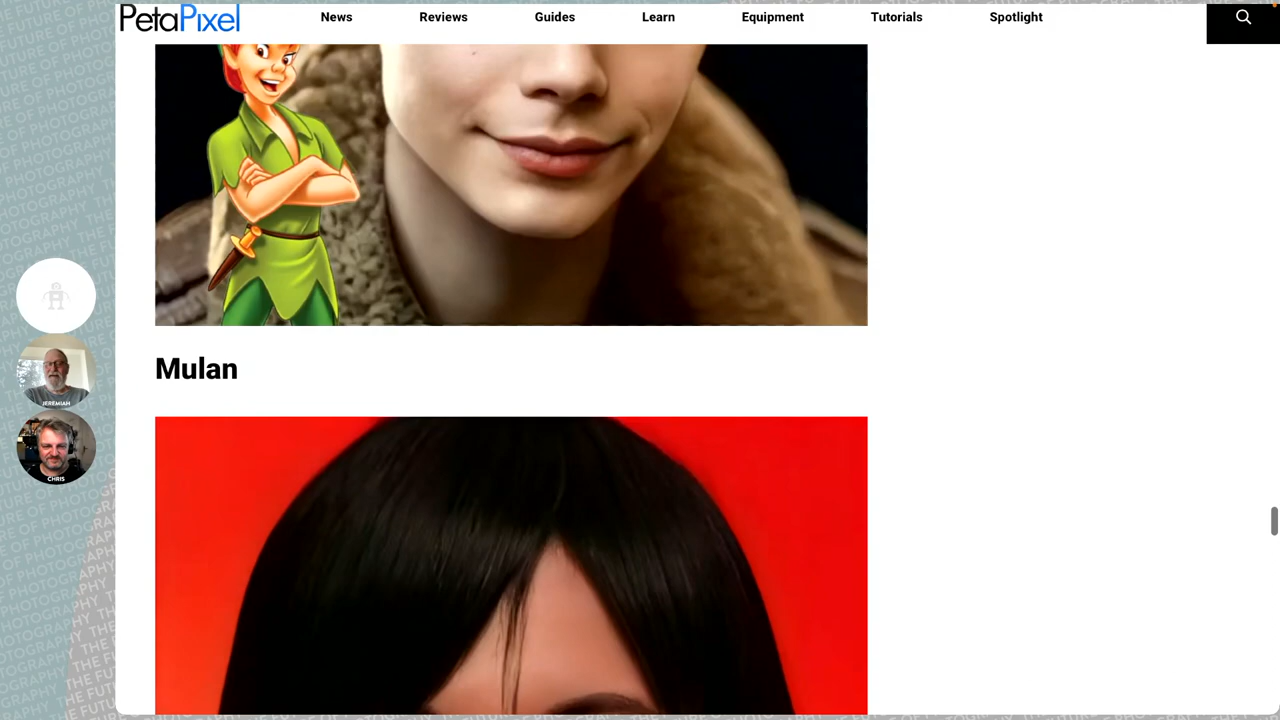 PetaPixel
News Reviews Guides Learn Equipment Tutorials Spotlight
Mulan
JEREMIAH
CHRIS